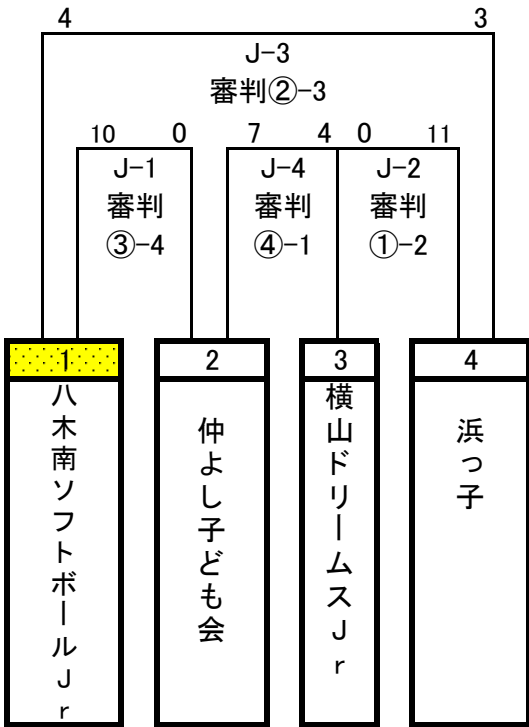 4 3
J-3
審判②-3
10 0 7 4 0 11
J-1 J-4 J-2
審判 審判 審判
③-4 ④-1 ①-2
1 2 3 4
八木南ソフトボールJr
仲よし子ども会
横山ドリームスJr
浜っ子